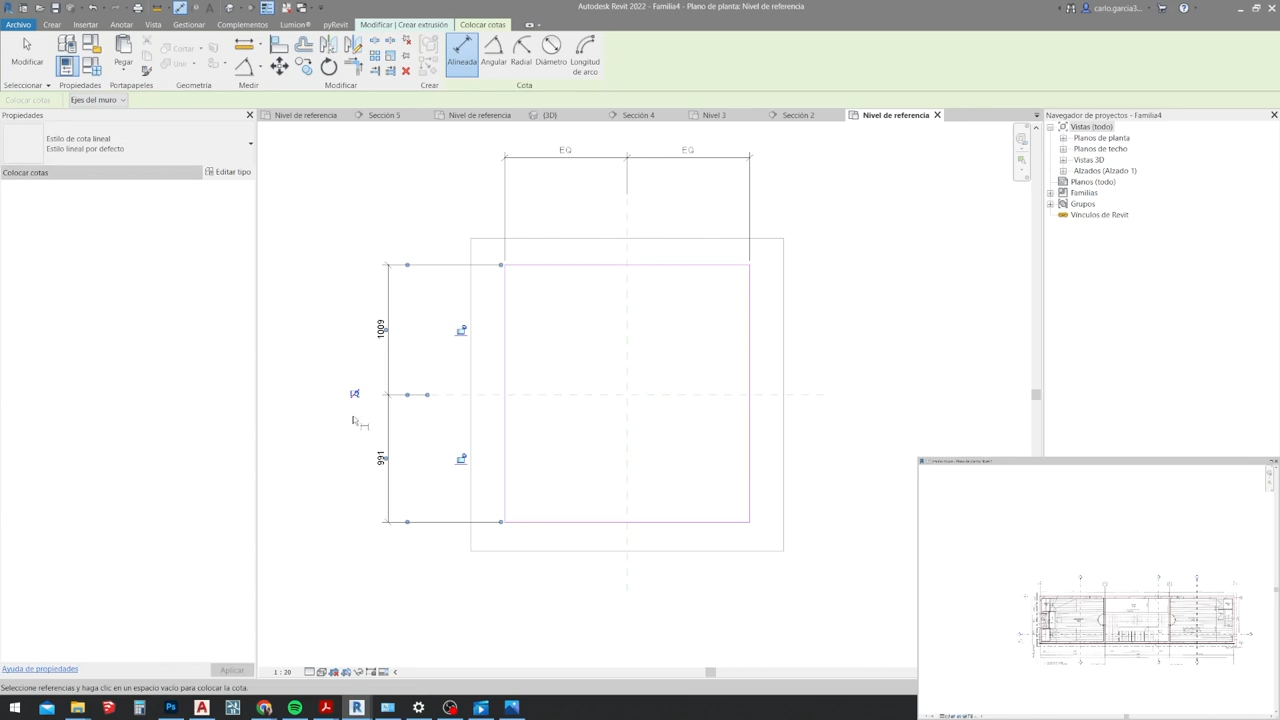 Autodesk Revit 2022 - Familia4 - Plano de planta: Nivel de referencia
carlo.garcia3...
Archivo Crear Insertar Anotar Vista Gestionar Complementos Lumion® pyRevit Modificar | Crear extrusión Colocar cotas
Modificar
Pegar
Cortar
Unir
Alineada Angular Radial Diámetro Longitud de arco
Seleccionar Propiedades Portapapeles Geometría Medir Modificar Crear Cota
Colocar cotas Ejes del muro
Propiedades
Estilo de cota lineal
Estilo lineal por defecto
Colocar cotas Editar tipo
Nivel de referencia Sección 5 Nivel de referencia {3D} Sección 4 Nivel 3 Sección 2 Nivel de referencia
EQ EQ
1009
991
Navegador de proyectos - Familia4
Vistas (todo)
Planos de planta
Planos de techo
Vistas 3D
Alzados (Alzado 1)
Planos (todo)
Familias
Grupos
Vínculos de Revit
Ayuda de propiedades Aplicar
1 : 20
Seleccione referencias y haga clic en espacio vacío para colocar la cota.